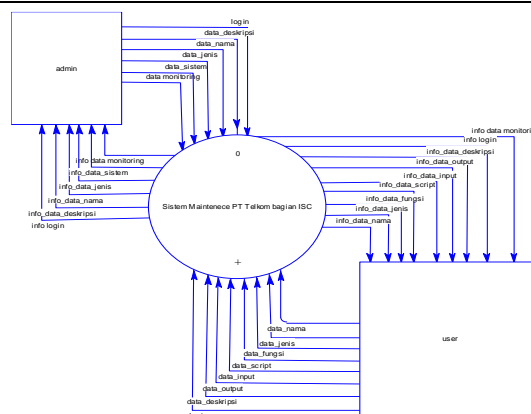 login
data_deskripsi
data_nama
data_jenis
data_sistem
data monitoring
admin
0
Sistem Maintenece PT Telkom bagian ISC
+
info data monitoring
info_data_sistem
info_data_jenis
info_data_nama
info_data_deskripsi
info login
info data monitori
info login
info_data_deskripsi
info_data_output
info_data_input
info_data_script
info_data_fungsi
info_data_jenis
info_data_nama
user
data_nama
data_jenis
data_fungsi
data_script
data_input
data_output
data_deskripsi